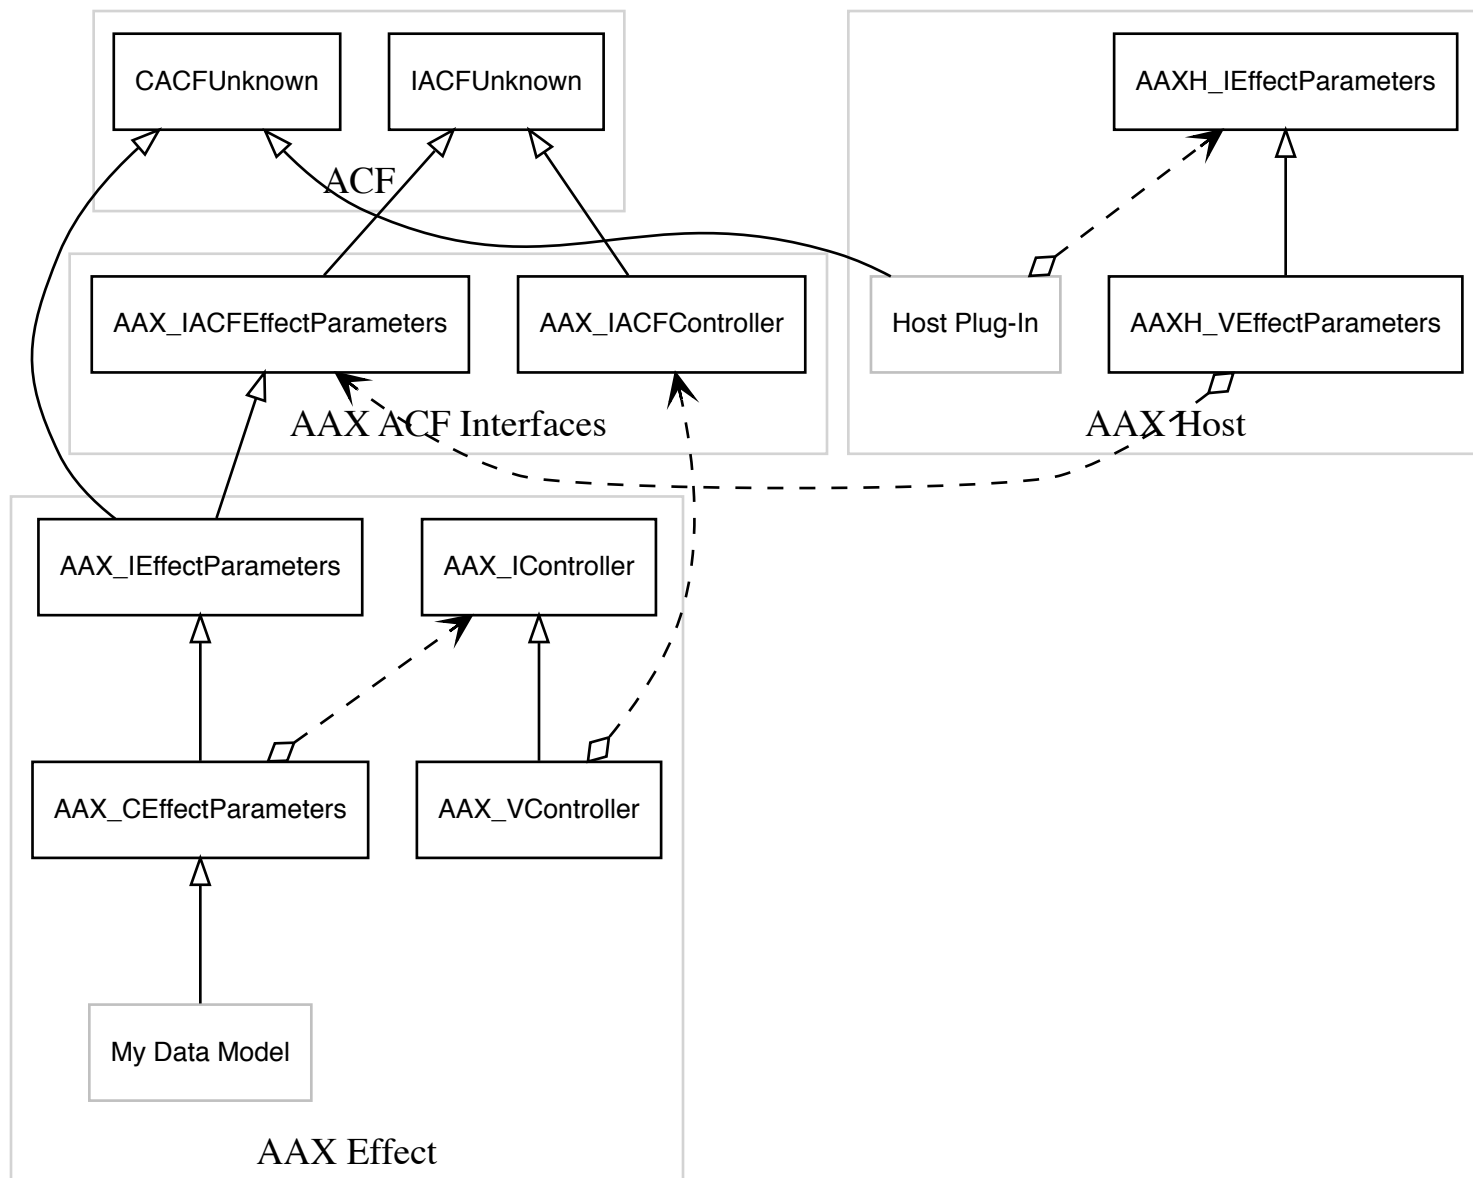 CACFUnknown
IACFUnknown
AAXH_IEffectParameters
ACF
AAX_IACFEffectParameters
AAX_IACFController
Host Plug-In
AAXH_VEffectParameters
AAX ACF Interfaces
AAX Host
AAX_IEffectParameters
AAX_IController
AAX_CEffectParameters
AAX_VController
My Data Model
AAX Effect